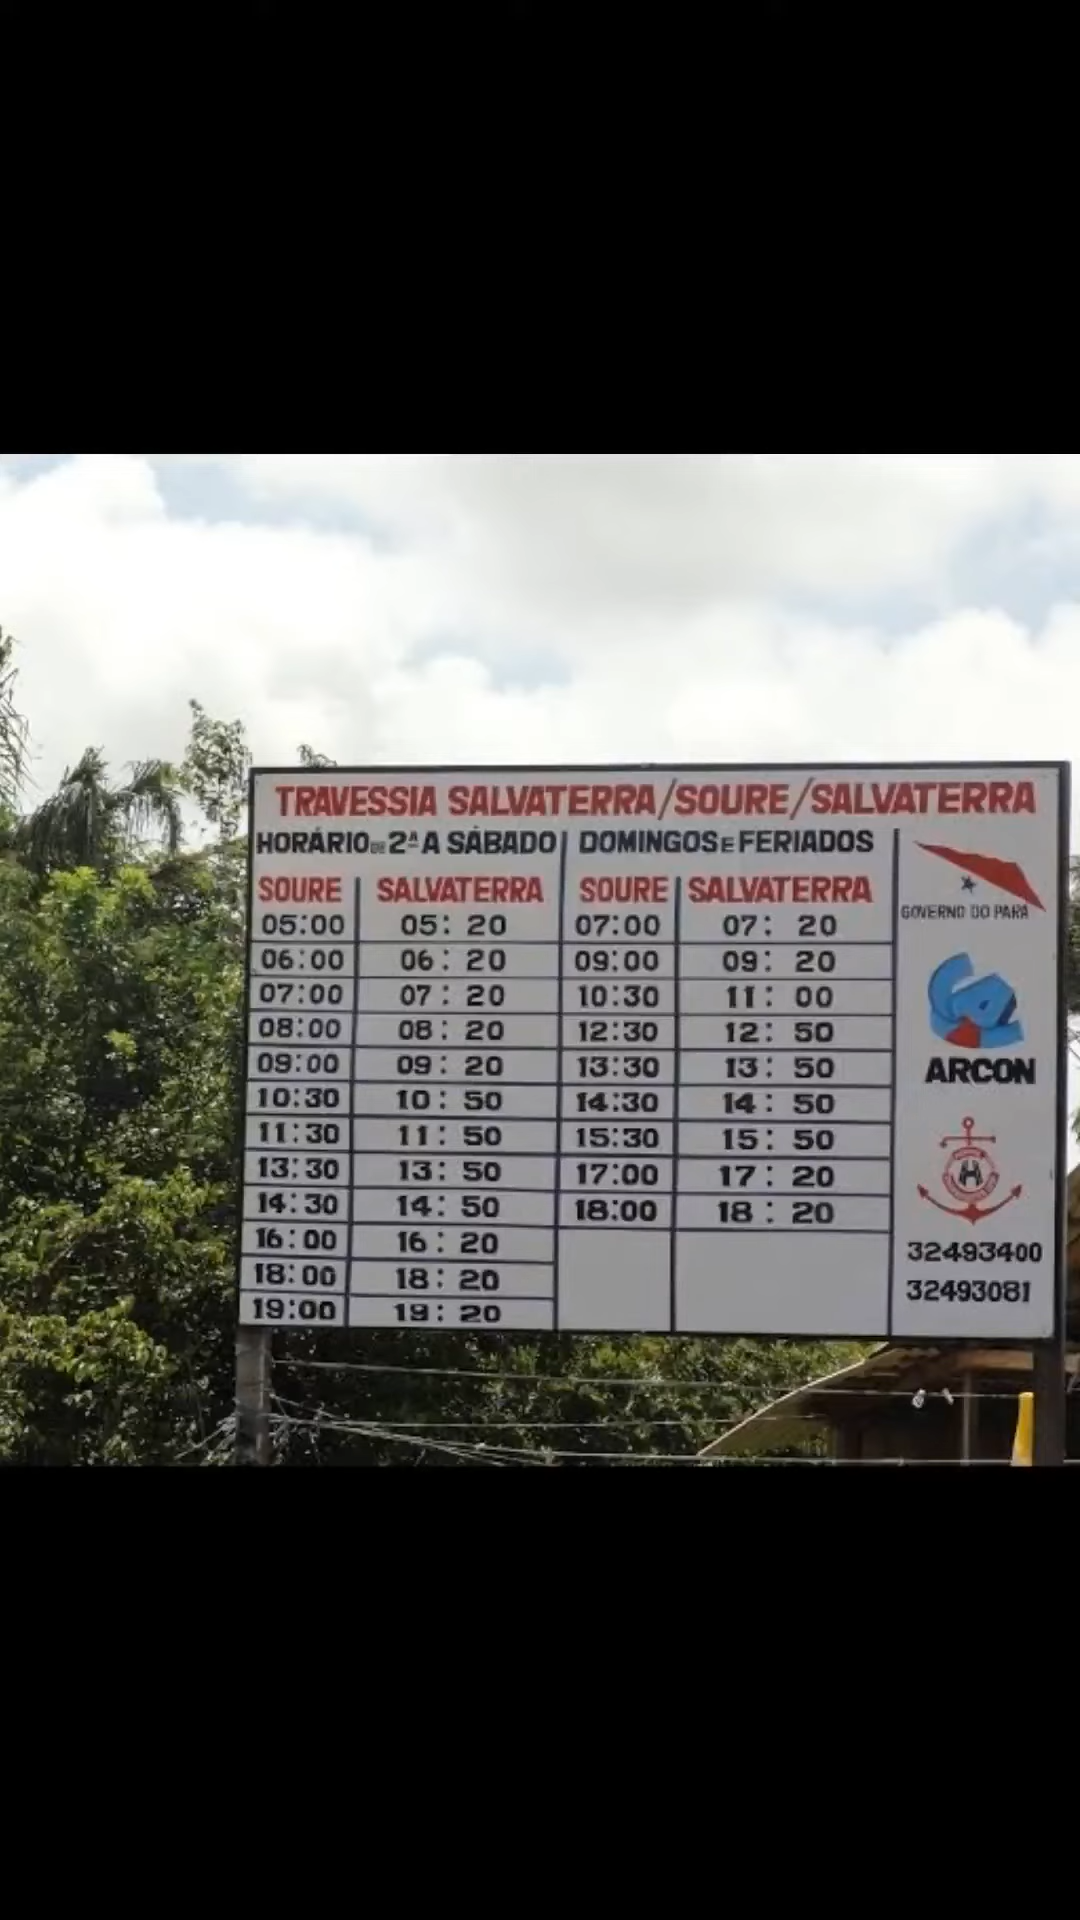 TRAVESSIA SALVATERRA/SOURE/SALVATERRA
HORÁRIO DE 2ª A SÁBADO DOMINGOS E FERIADOS
SOURE SALVATERRA SOURE SALVATERRA
05:00 05:20 07:00 07:20
06:00 06:20 09:00 09:20
07:00 07:20 10:30 11:00
08:00 08:20 12:30 12:50
09:00 09:20 13:30 13:50
10:30 10:50 14:30 14:50
11:30 11:50 15:30 15:50
13:30 13:50 17:00 17:20
14:30 14:50 18:00 18:20
16:00 16:20
18:00 18:20
19:00 19:20
GOVERNO DO PARÁ
ARCON
H
32493400
32493081